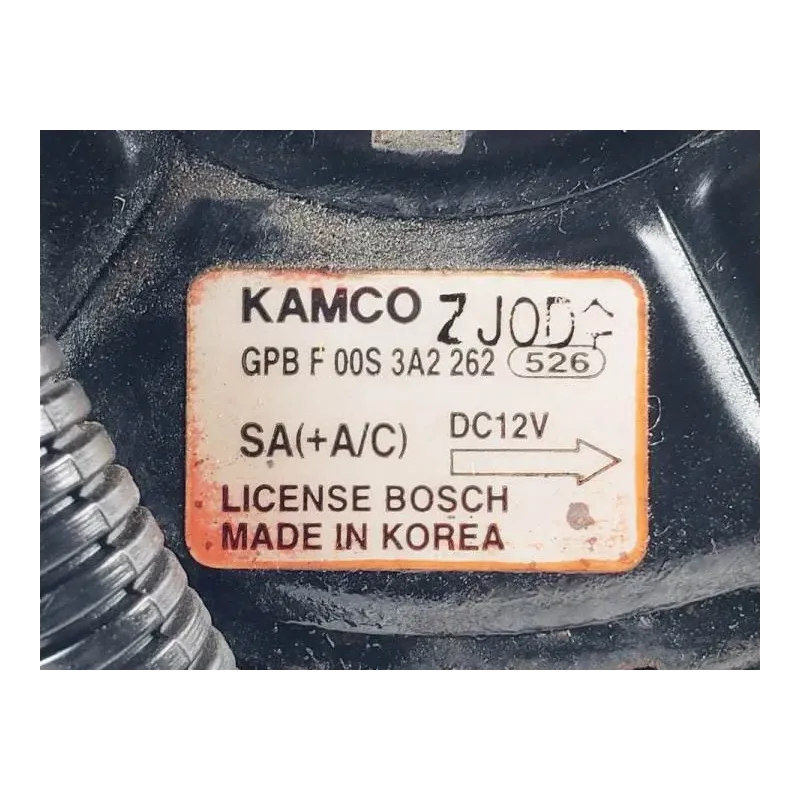 KAMCO ZJOD
GPB F 00S 3A2 262 526
SA(+A/C) DC12V
LICENSE BOSCH
MADE IN KOREA